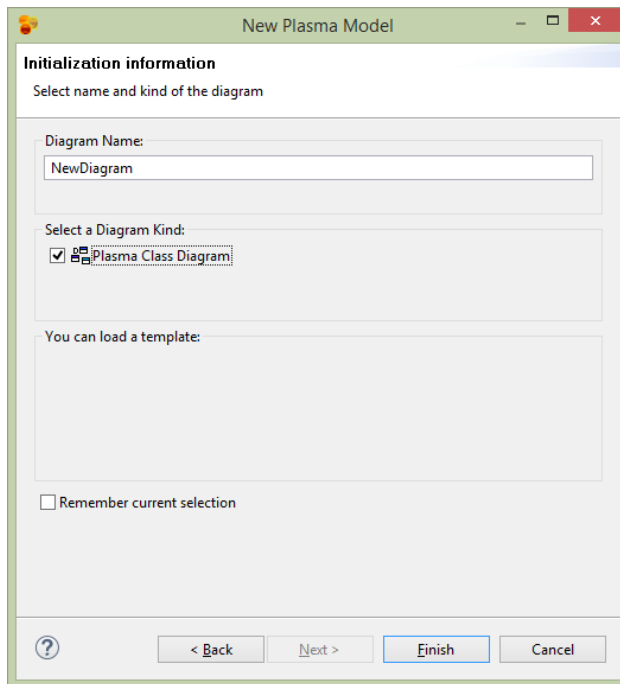 New Plasma Model
Initialization information
Select name and kind of the diagram
Diagram Name:
NewDiagram
Select a Diagram Kind:
Plasma Class Diagram
You can load a template:
Remember current selection
< Back Next > Finish Cancel